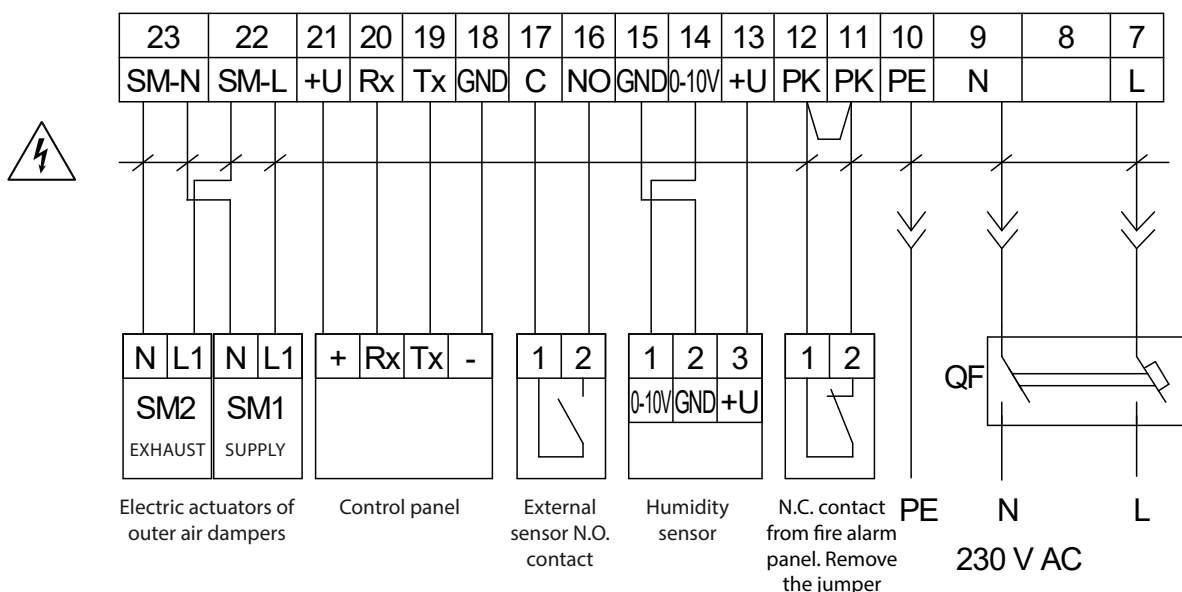 23 22 21 20 19 18 17 16 15 14 13 12 11 10 9 8 7
SM-N SM-L +U Rx Tx GND C NO GND 0-10V +U PK PK PE N L
N L1 N L1 + Rx Tx - 1 2 1 2 3 1 2
SM2 SM1 0-10V GND +U QF
EXHAUST SUPPLY
Electric actuators of
outer air dampers
Control panel
External
sensor N.O.
contact
Humidity
sensor
N.C. contact
from fire alarm
panel. Remove
the jumper
PE N L
230 V AC